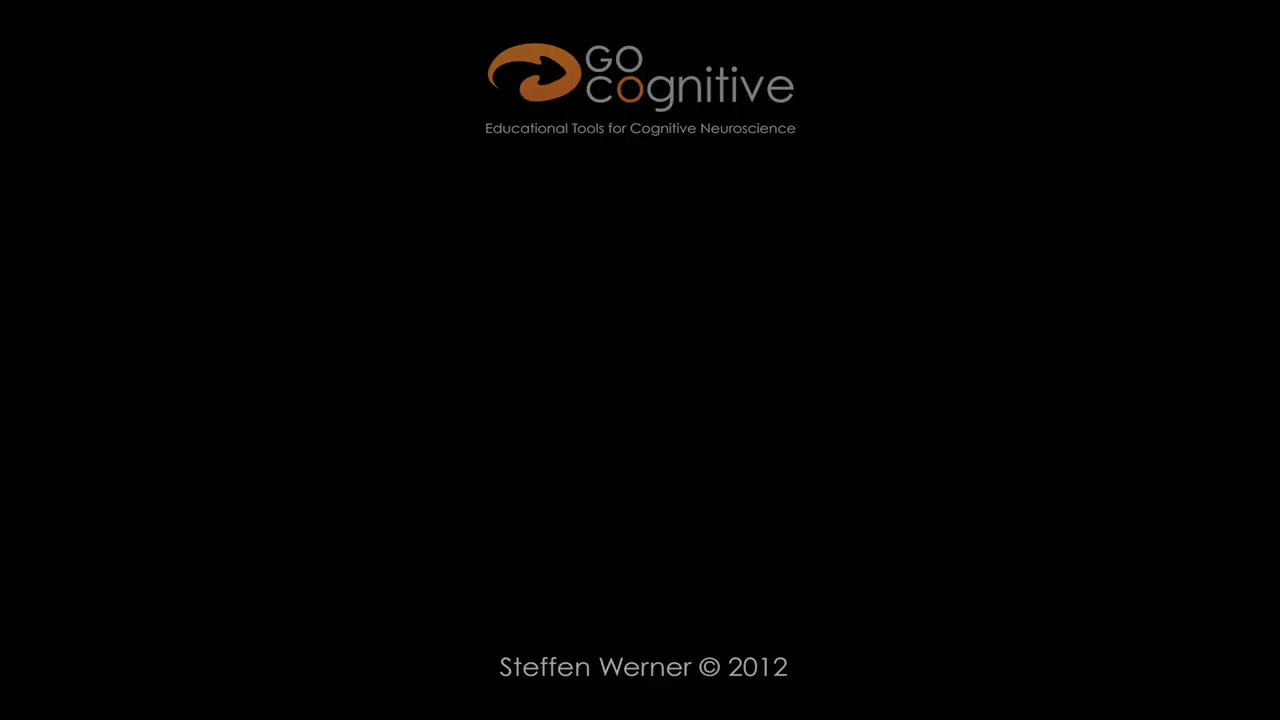 GO
cognitive
Educational Tools for Cognitive Neuroscience
Steffen Werner © 2012